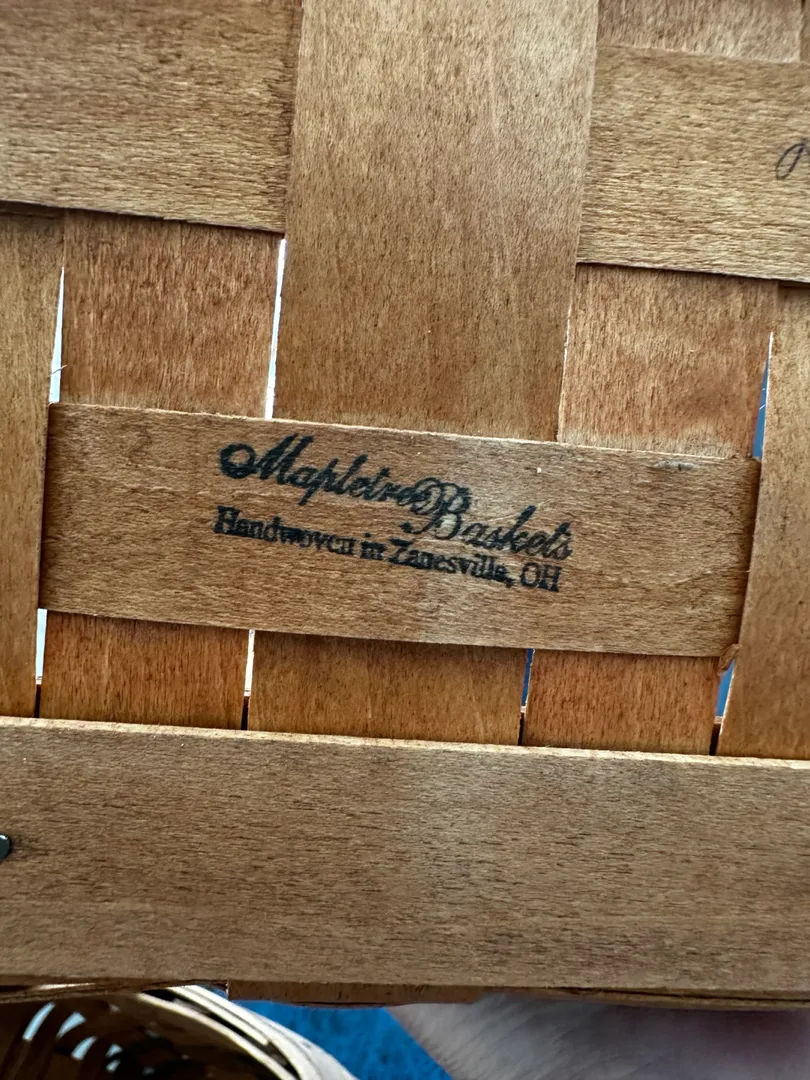 Mapletree Baskets
Handwoven in Zanesville, OH